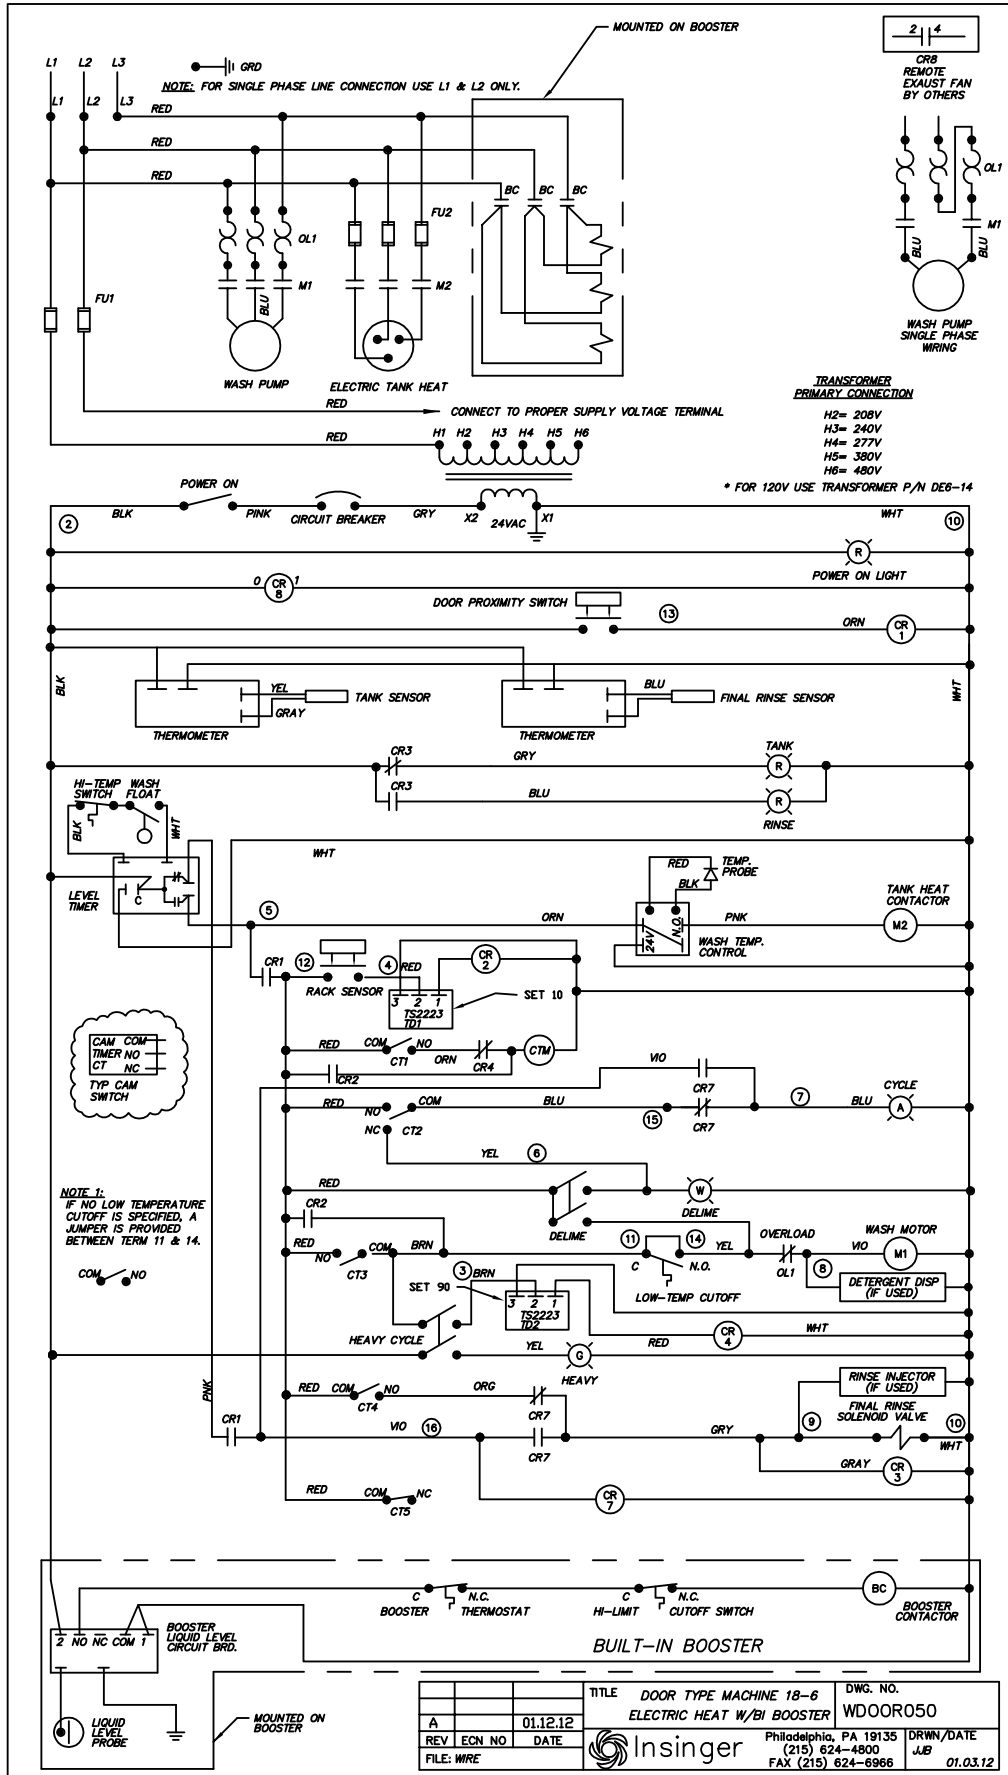 MOUNTED ON BOOSTER
2 4
CR8
REMOTE
EXAUST FAN
BY OTHERS
L1 L2 L3
GRD
NOTE: FOR SINGLE PHASE LINE CONNECTION USE L1 & L2 ONLY.
L1 L2 L3
RED
RED
RED
BC BC BC
FU2
OL1
OL1
M1
M1
M2
BLU
BLU
BLU
FU1
WASH PUMP
ELECTRIC TANK HEAT
WASH PUMP
SINGLE PHASE
WIRING
RED
CONNECT TO PROPER SUPPLY VOLTAGE TERMINAL
RED
H1 H2 H3 H4 H5 H6
TRANSFORMER
PRIMARY CONNECTION
H2= 208V
H3= 240V
H4= 277V
H5= 380V
H6= 480V
* FOR 120V USE TRANSFORMER P/N DE6-14
POWER ON
2
BLK
PINK
CIRCUIT BREAKER
GRY
X2
24VAC
X1
WHT
10
R
POWER ON LIGHT
0 CR 8 1
DOOR PROXIMITY SWITCH
13
ORN
CR 1
BLK
WHT
YEL
TANK SENSOR
GRAY
THERMOMETER
BLU
FINAL RINSE SENSOR
THERMOMETER
CR3
GRY
TANK
R
CR3
BLU
R
RINSE
HI-TEMP WASH
SWITCH FLOAT
BLK
WHT
WHT
LEVEL
TIMER
C
RED
TEMP.
PROBE
BLK
5
ORN
24V
N.O.
PNK
TANK HEAT
CONTACTOR
M2
WASH TEMP.
CONTROL
CR1
12
RACK SENSOR
4
RED
CR 2
3 2 1
TS2223
TD1
SET 10
CAM COM
TIMER NO
CT NC
TYP CAM
SWITCH
RED
COM
NO
CT1
ORN
CR4
CTM
CR2
VIO
CR7
RED
NO
COM
NC
CT2
BLU
15
CR7
7
BLU
CYCLE
A
YEL
6
NOTE 1:
IF NO LOW TEMPERATURE
CUTOFF IS SPECIFIED, A
JUMPER IS PROVIDED
BETWEEN TERM 11 & 14.
COM NO
RED
W
DELIME
CR2
DELIME
RED
NO
COM
CT3
BRN
11
14
C
N.O.
YEL
LOW-TEMP CUTOFF
OVERLOAD
OL1
8
VIO
WASH MOTOR
M1
DETERGENT DISP
(IF USED)
3
BRN
SET 90
3 2 1
TS2223
TD2
HEAVY CYCLE
YEL
G
HEAVY
RED
CR 4
WHT
PNK
RED
COM
NO
CT4
ORG
CR7
RINSE INJECTOR
(IF USED)
CR1
VIO
16
CR7
GRY
9
FINAL RINSE
SOLENOID VALVE
10
WHT
GRAY
CR 3
RED
COM
NC
CT5
CR 7
C
N.C.
BOOSTER THERMOSTAT
C
N.C.
HI-LIMIT CUTOFF SWITCH
BC
BOOSTER
CONTACTOR
2 NO NC COM 1
BOOSTER
LIQUID LEVEL
CIRCUIT BRD.
BUILT-IN BOOSTER
LIQUID
LEVEL
PROBE
MOUNTED ON
BOOSTER
A
01.12.12
REV ECN NO DATE
FILE: WIRE
TITLE DOOR TYPE MACHINE 18-6
ELECTRIC HEAT W/BI BOOSTER
DWG. NO.
WDOOR050
Insinger
Philadelphia, PA 19135
(215) 624-4800
FAX (215) 624-6966
DRWN/DATE
JJB
01.03.12